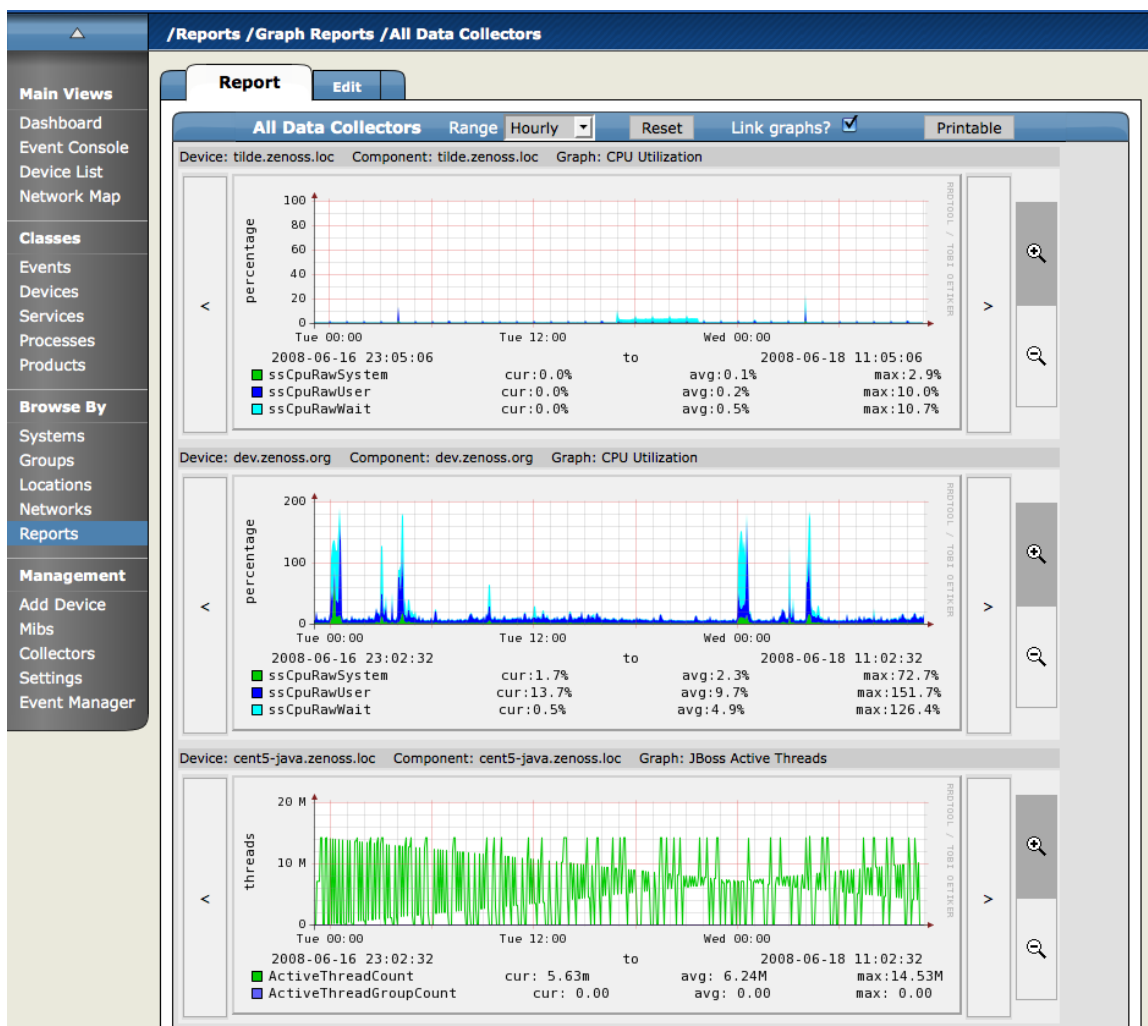 /Reports /Graph Reports /All Data Collectors
Main Views
Dashboard
Event Console
Device List
Network Map
Classes
Events
Devices
Services
Processes
Products
Browse By
Systems
Groups
Locations
Networks
Reports
Management
Add Device
Mibs
Collectors
Settings
Event Manager
Report Edit
All Data Collectors Range Hourly Reset Link graphs? Printable
Device: tilde.zenoss.loc Component: tilde.zenoss.loc Graph: CPU Utilization
RRDTOOL / TOBI OETIKER
percentage
100
80
60
40
20
0
< >
Tue 00:00 Tue 12:00 Wed 00:00
2008-06-16 23:05:06 to 2008-06-18 11:05:06
ssCpuRawSystem cur:0.0% avg:0.1% max:2.9%
ssCpuRawUser cur:0.0% avg:0.2% max:10.0%
ssCpuRawWait cur:0.0% avg:0.5% max:10.7%
Device: dev.zenoss.org Component: dev.zenoss.org Graph: CPU Utilization
RRDTOOL / TOBI OETIKER
percentage
200
100
0
< >
Tue 00:00 Tue 12:00 Wed 00:00
2008-06-16 23:02:32 to 2008-06-18 11:02:32
ssCpuRawSystem cur:1.7% avg:2.3% max:72.7%
ssCpuRawUser cur:13.7% avg:9.7% max:151.7%
ssCpuRawWait cur:0.5% avg:4.9% max:126.4%
Device: cent5-java.zenoss.loc Component: cent5-java.zenoss.loc Graph: JBoss Active Threads
RRDTOOL / TOBI OETIKER
threads
20 M
10 M
0
< >
Tue 00:00 Tue 12:00 Wed 00:00
2008-06-16 23:02:32 to 2008-06-18 11:02:32
ActiveThreadCount cur: 5.63m avg: 6.24M max:14.53M
ActiveThreadGroupCount cur: 0.00 avg: 0.00 max: 0.00